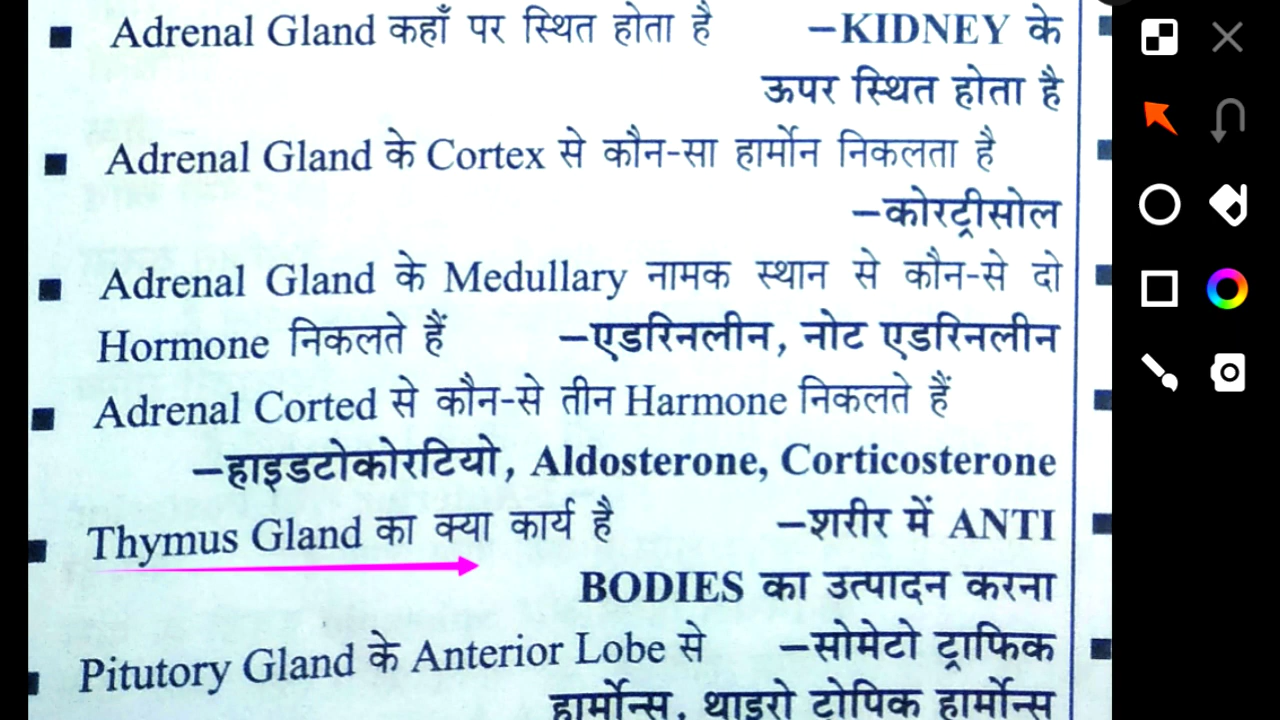 Adrenal Gland कहाँ पर स्थित होता है –KIDNEY के
ऊपर स्थित होता है
Adrenal Gland के Cortex से कौन-सा हार्मोन निकलता है
–कोरट्रीसोल
Adrenal Gland के Medullary नामक स्थान से कौन-से दो
Hormone निकलते हैं –एडरिनलीन, नोट एडरिनलीन
Adrenal Corted से कौन-से तीन Harmone निकलते हैं
–हाइडटोकोरटियो, Aldosterone, Corticosterone
Thymus Gland का क्या कार्य है –शरीर में ANTI
BODIES का उत्पादन करना
Pitutory Gland के Anterior Lobe से –सोमेटो ट्राफिक
हार्मोन्स, थाइरो टोपिक हार्मोन्स